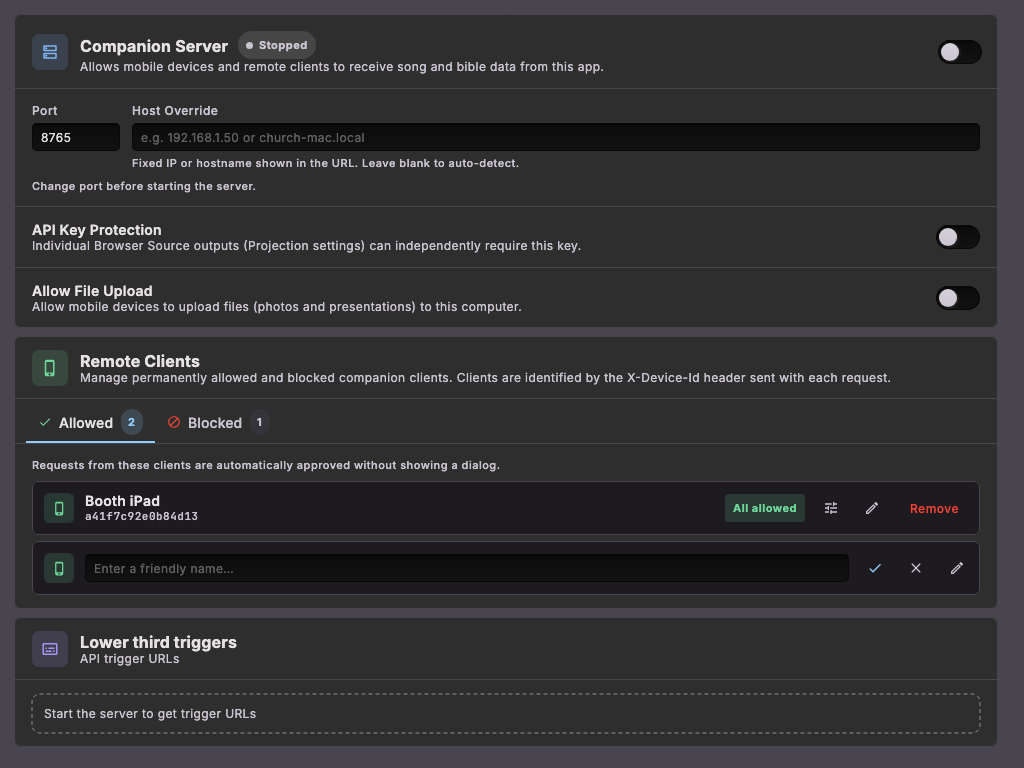 Companion Server
Stopped
Allows mobile devices and remote clients to receive song and bible data from this app.
Port
Host Override
8765
e.g. 192.168.1.50 or church-mac.local
Fixed IP or hostname shown in the URL. Leave blank to auto-detect.
Change port before starting the server.
API Key Protection
Individual Browser Source outputs (Projection settings) can independently require this key.
Allow File Upload
Allow mobile devices to upload files (photos and presentations) to this computer.
Remote Clients
Manage permanently allowed and blocked companion clients. Clients are identified by the X-Device-Id header sent with each request.
Allowed 2
Blocked 1
Requests from these clients are automatically approved without showing a dialog.
Booth iPad
a41f7c92e0b84d13
All allowed
Remove
Enter a friendly name...
Lower third triggers
API trigger URLs
Start the server to get trigger URLs